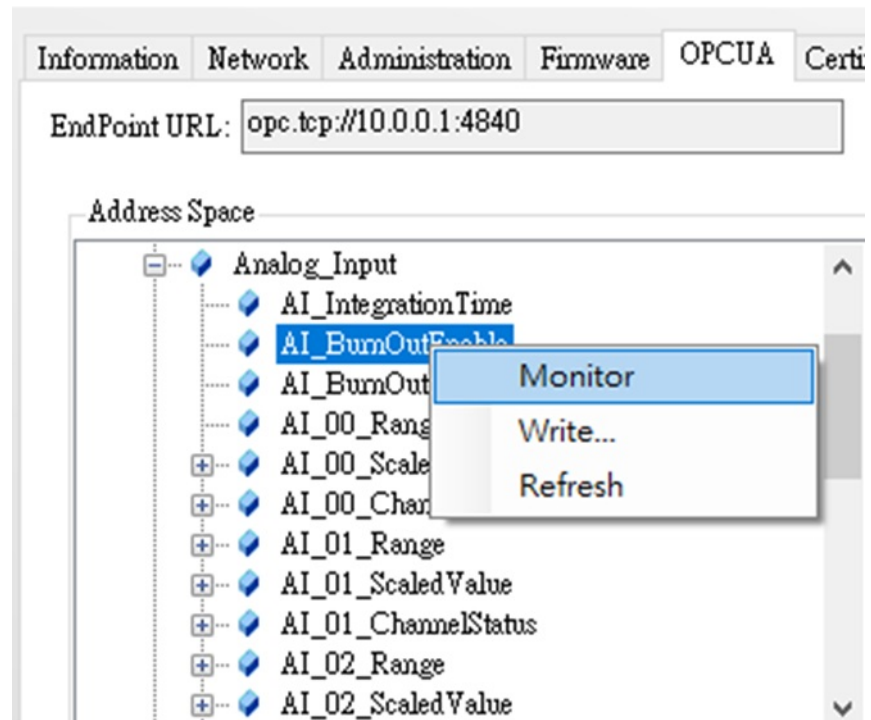 Information Network Administration Firmware OPCUA Certi
EndPoint URL: opc.tcp://10.0.0.1:4840
Address Space
Analog_Input
AI_IntegrationTime
AI_BurnOutEnable
Monitor
AI_BurnOut
AI_00_Rang
Write...
AI_00_Scale
Refresh
AI_00_Chan
AI_01_Range
AI_01_ScaledValue
AI_01_ChannelStatus
AI_02_Range
AI_02_ScaledValue